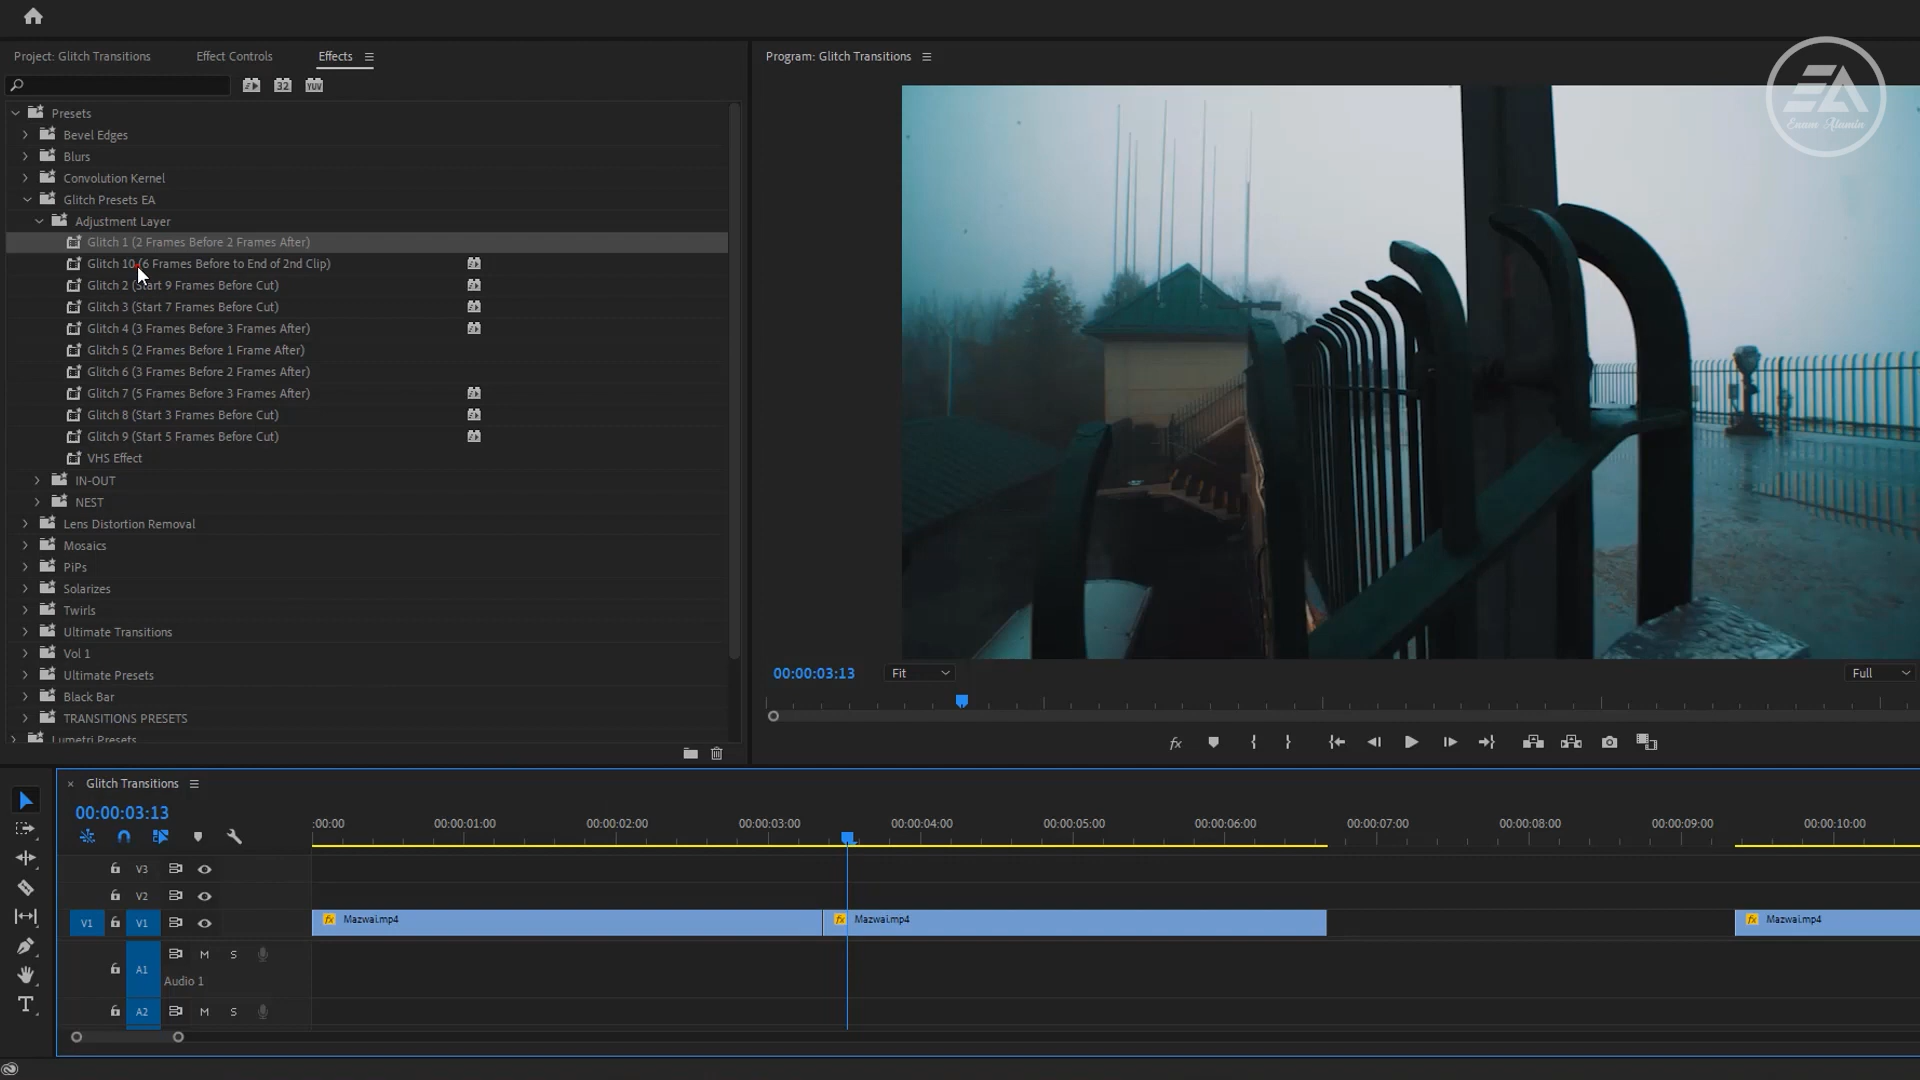 Project: Glitch Transitions
Effect Controls
Effects
32
YUV
Presets
Bevel Edges
Blurs
Convolution Kernel
Glitch Presets EA
Adjustment Layer
Glitch 1 (2 Frames Before 2 Frames After)
Glitch 10 (6 Frames Before to End of 2nd Clip)
Glitch 2 (Start 9 Frames Before Cut)
Glitch 3 (Start 7 Frames Before Cut)
Glitch 4 (3 Frames Before 3 Frames After)
Glitch 5 (2 Frames Before 1 Frame After)
Glitch 6 (3 Frames Before 2 Frames After)
Glitch 7 (5 Frames Before 3 Frames After)
Glitch 8 (Start 3 Frames Before Cut)
Glitch 9 (Start 5 Frames Before Cut)
VHS Effect
IN-OUT
NEST
Lens Distortion Removal
Mosaics
PiPs
Solarizes
Twirls
Ultimate Transitions
Vol 1
Ultimate Presets
Black Bar
TRANSITIONS PRESETS
Lumetri Presets
Program: Glitch Transitions
EA
Enam Alamin
00:00:03:13
Fit
Full
fx
× Glitch Transitions
00:00:03:13
:00:00
00:00:01:00
00:00:02:00
00:00:03:00
00:00:04:00
00:00:05:00
00:00:06:00
00:00:07:00
00:00:08:00
00:00:09:00
00:00:10:00
V3
V2
V1
V1
fx Mazwai.mp4
fx Mazwai.mp4
fx Mazwai.mp4
A1
M
S
Audio 1
A2
M
S